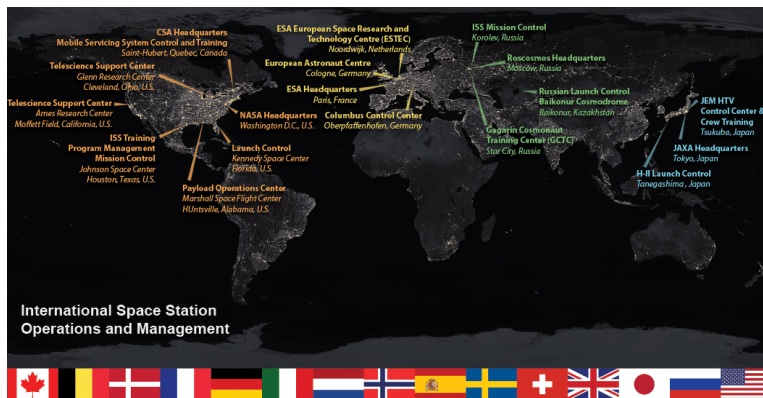 CSA Headquarters
Mobile Servicing System Control and Training
Saint-Hubert, Quebec, Canada
Telescience Support Center
Glenn Research Center
Cleveland, Ohio, U.S.
Telescience Support Center
Ames Research Center
Moffett Field, California, U.S.
NASA Headquarters
Washington D.C., U.S.
ISS Training
Program Management
Mission Control
Johnson Space Center
Houston, Texas, U.S.
Launch Control
Kennedy Space Center
Florida, U.S.
Payload Operations Center
Marshall Space Flight Center
HUntsville, Alabama, U.S.
ESA European Space Research and
Technology Centre (ESTEC)
Noordwijk, Netherlands
European Astronaut Centre
Cologne, Germany
ESA Headquarters
Paris, France
Columbus Control Center
Oberpfaffenhofen, Germany
ISS Mission Control
Korolev, Russia
Roscosmos Headquarters
Moscow, Russia
Russian Launch Control
Baikonur Cosmodrome
Baikonur, Kazakhstan
Gagarin Cosmonaut
Training Center (GCTC)
Star City, Russia
JEM HTV
Control Center &
Crew Training
Tsukuba, Japan
JAXA Headquarters
Tokyo, Japan
H-II Launch Control
Tanegashima , Japan
International Space Station
Operations and Management